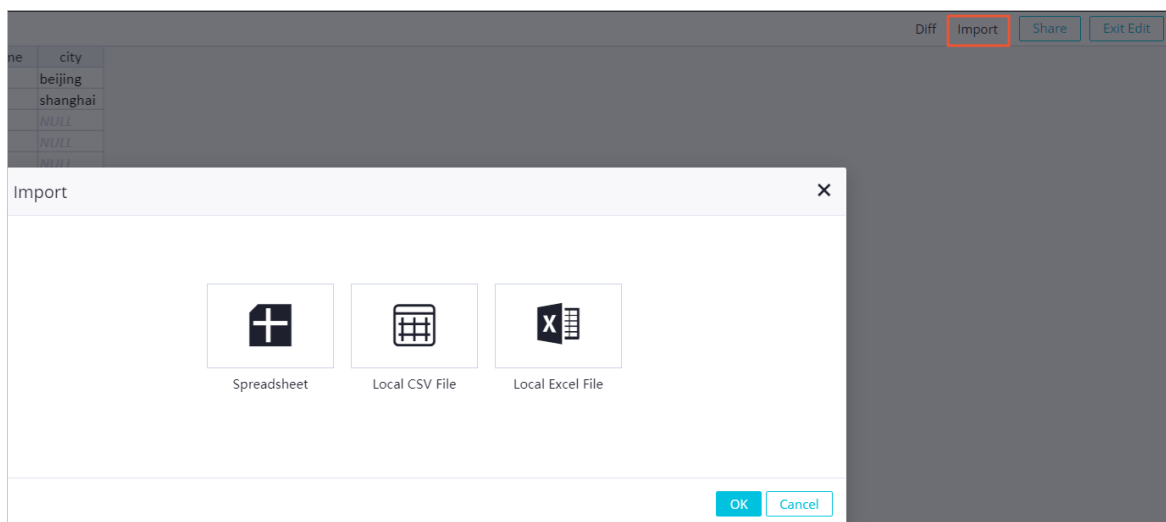 Diff Import Share Exit Edit
ne city
beijing
shanghai
NULL
NULL
NULL
Import
Spreadsheet Local CSV File Local Excel File
OK Cancel